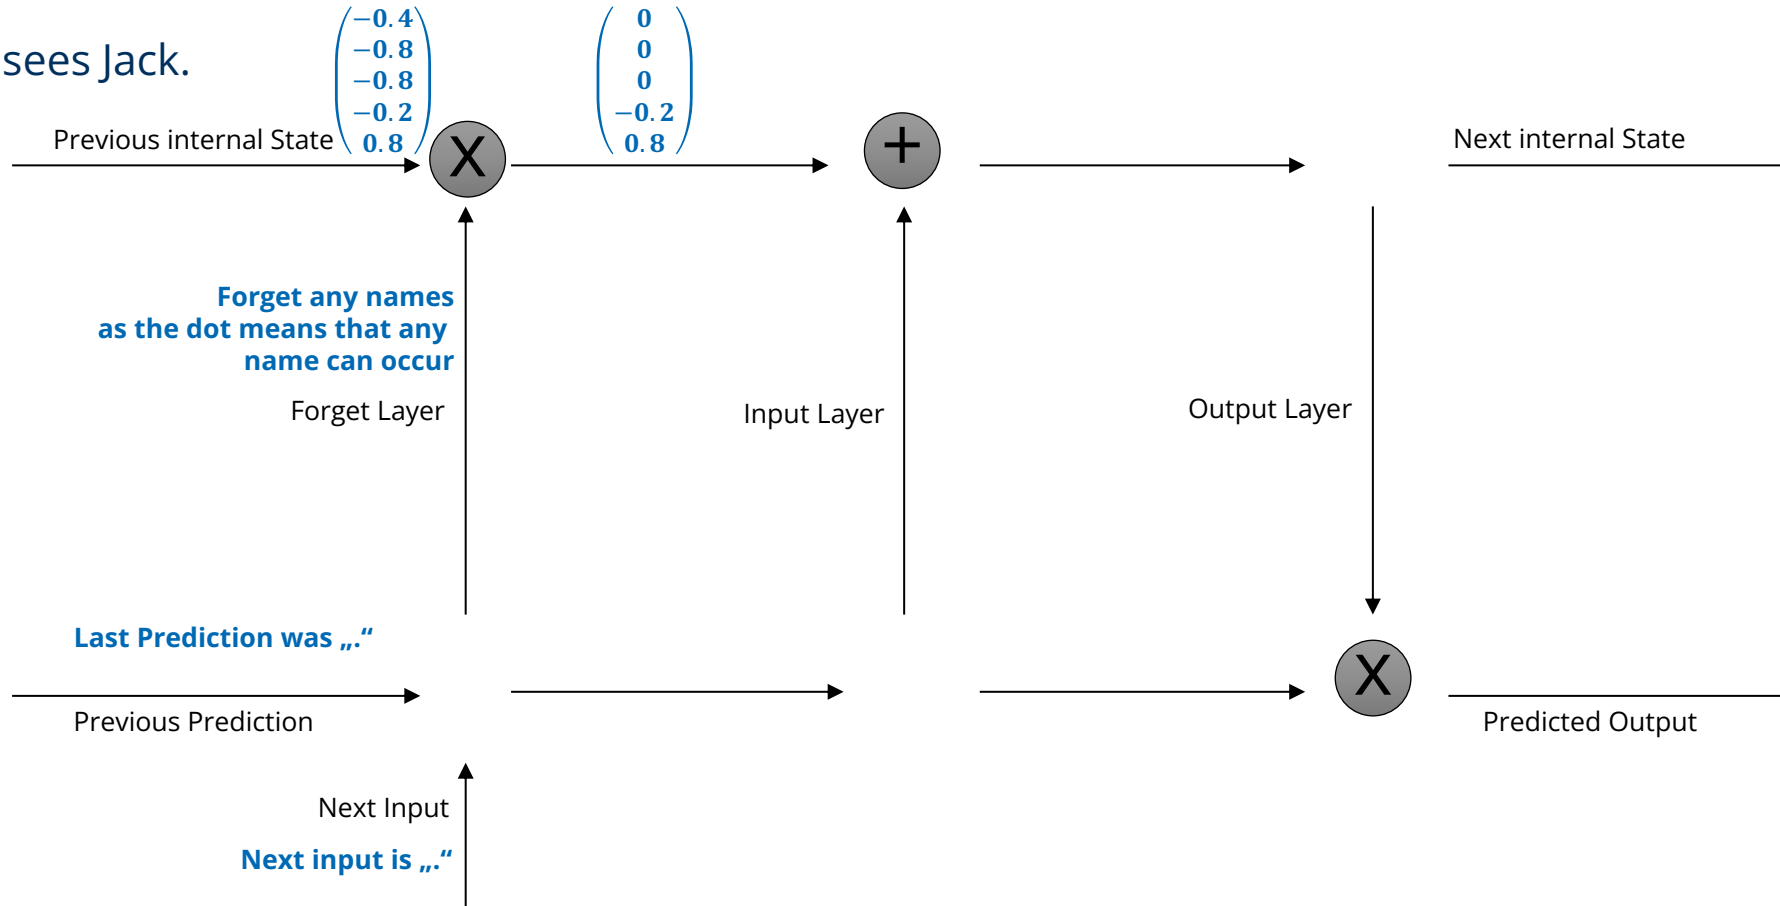 sees Jack.
−0.4
−0.8
−0.8
−0.2
0.8
0
0
0
−0.2
0.8
Previous internal State
X
+
Next internal State
Forget any names
as the dot means that any
name can occur
Forget Layer
Input Layer
Output Layer
Last Prediction was „.“
X
Previous Prediction
Predicted Output
Next Input
Next input is „.“